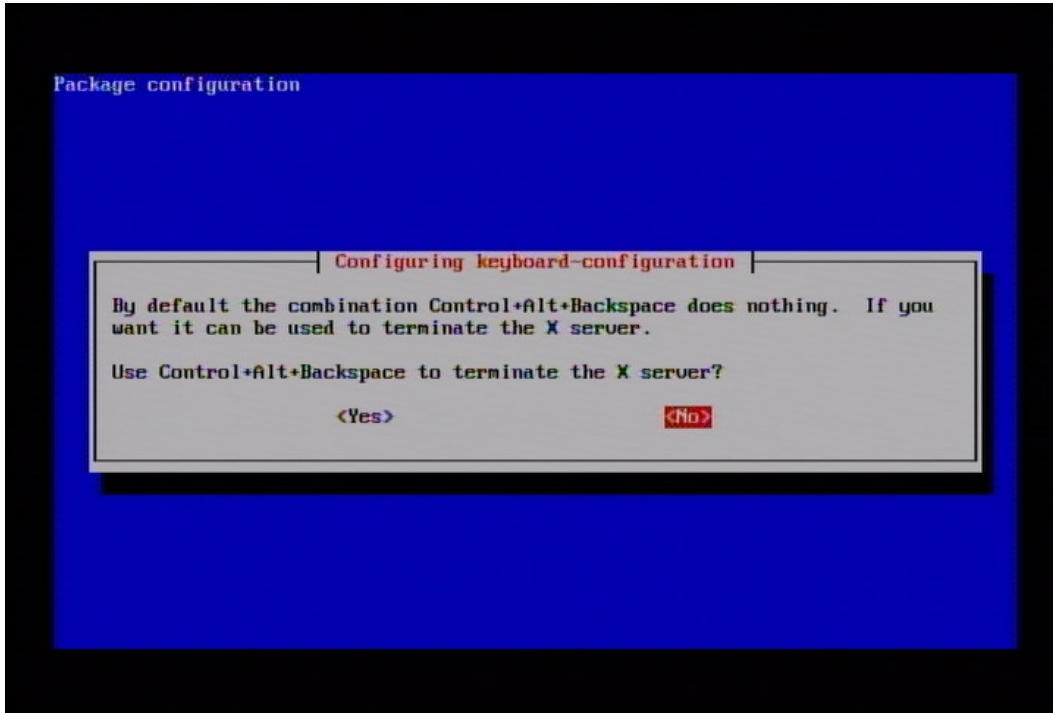 Package configuration
Configuring keyboard-configuration
By default the combination Control+Alt+Backspace does nothing.  If you
want it can be used to terminate the X server.
Use Control+Alt+Backspace to terminate the X server?
<Yes> <No>